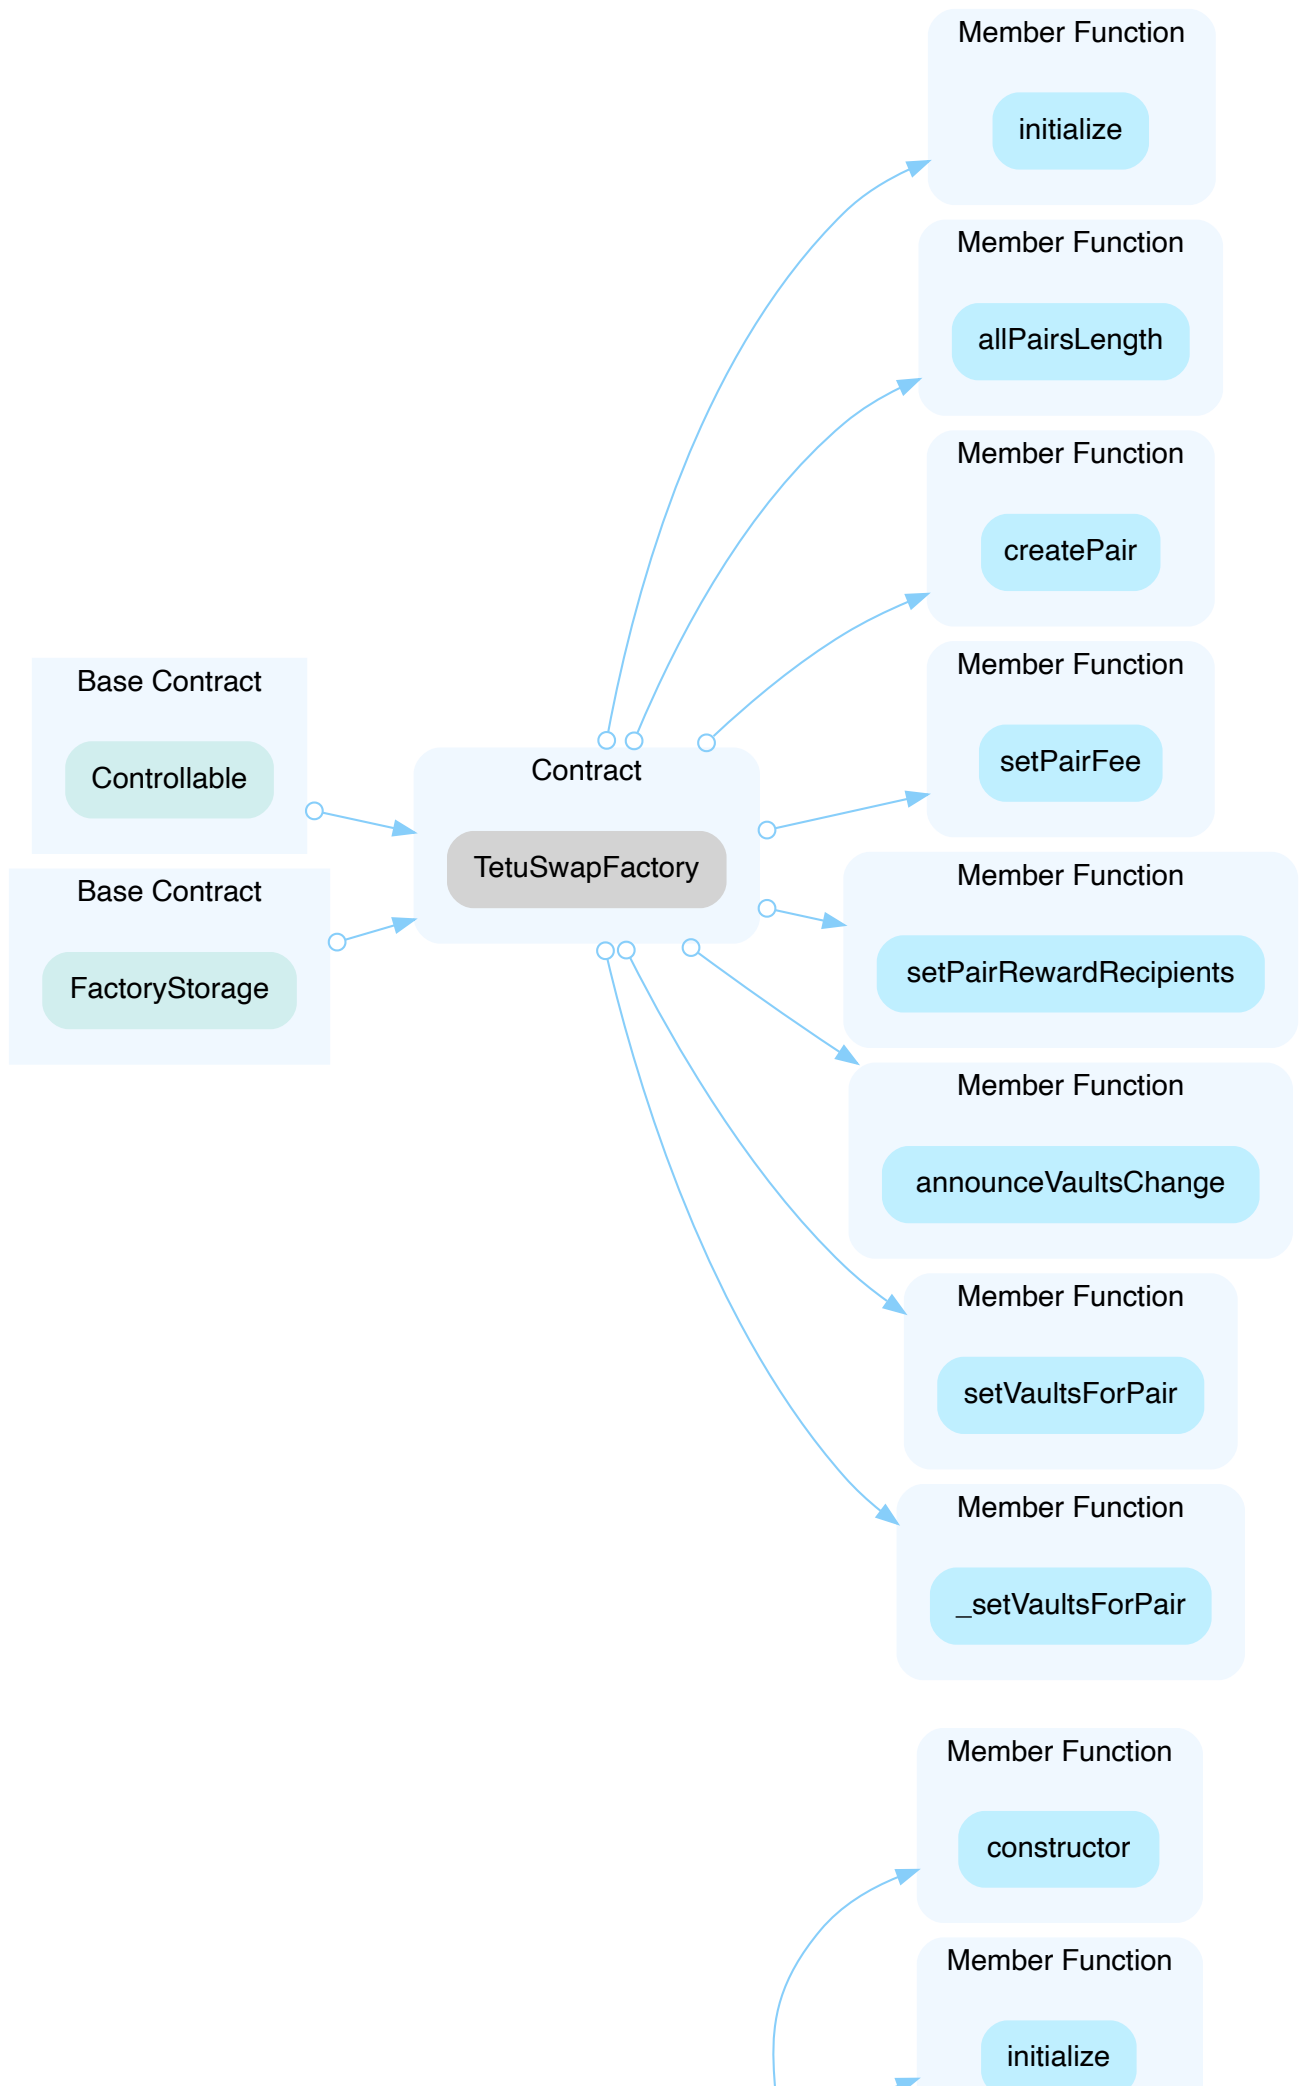 Member Function
initialize
Member Function
allPairsLength
Member Function
createPair
Member Function
setPairFee
Base Contract
Controllable
Contract
TetuSwapFactory
Base Contract
FactoryStorage
Member Function
setPairRewardRecipients
Member Function
announceVaultsChange
Member Function
setVaultsForPair
Member Function
_setVaultsForPair
Member Function
constructor
Member Function
initialize